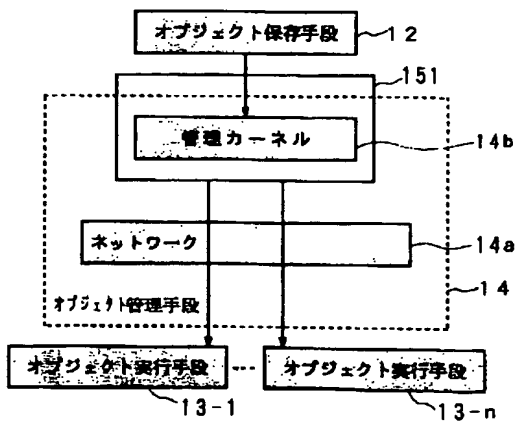 オブジェクト保存手段
12
151
管理カーネル
14b
ネットワーク
14a
オブジェクト管理手段
14
オブジェクト実行手段 --- オブジェクト実行手段
13-1
13-n